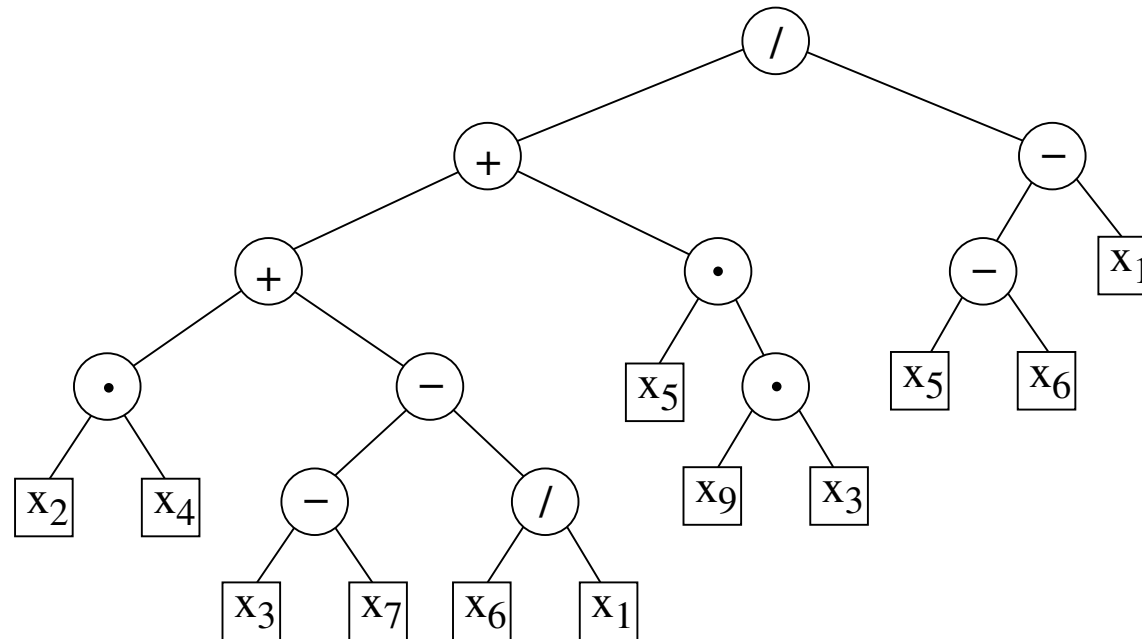 /
+ −
+ · − x₁
· − x₅ · x₅ x₆
x₂ x₄ − / x₉ x₃
x₃ x₇ x₆ x₁